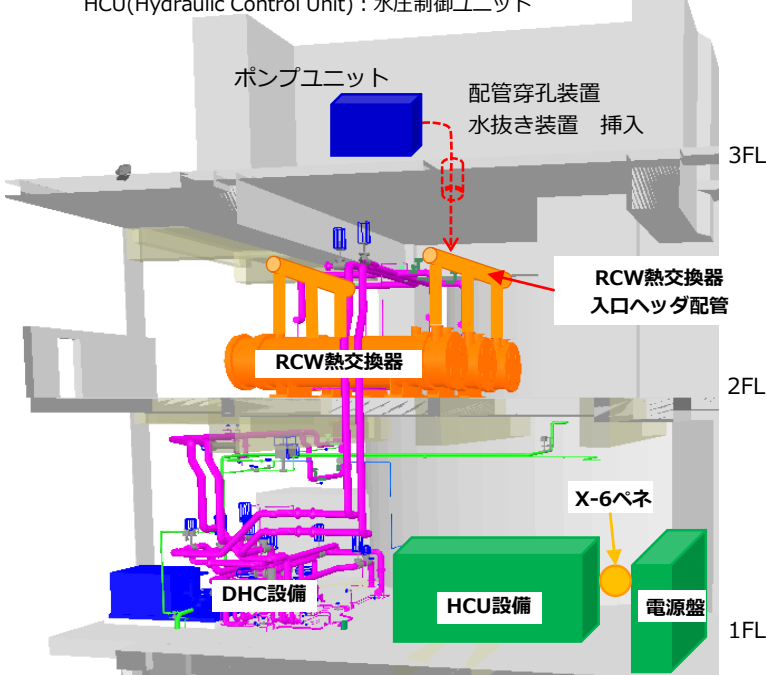 HCU(Hydraulic Control Unit)：水圧制御ユニット
ポンプユニット
配管穿孔装置
水抜き装置　挿入
3FL
RCW熱交換器
入口ヘッダ配管
RCW熱交換器
2FL
X-6ペネ
DHC設備
HCU設備
電源盤
1FL